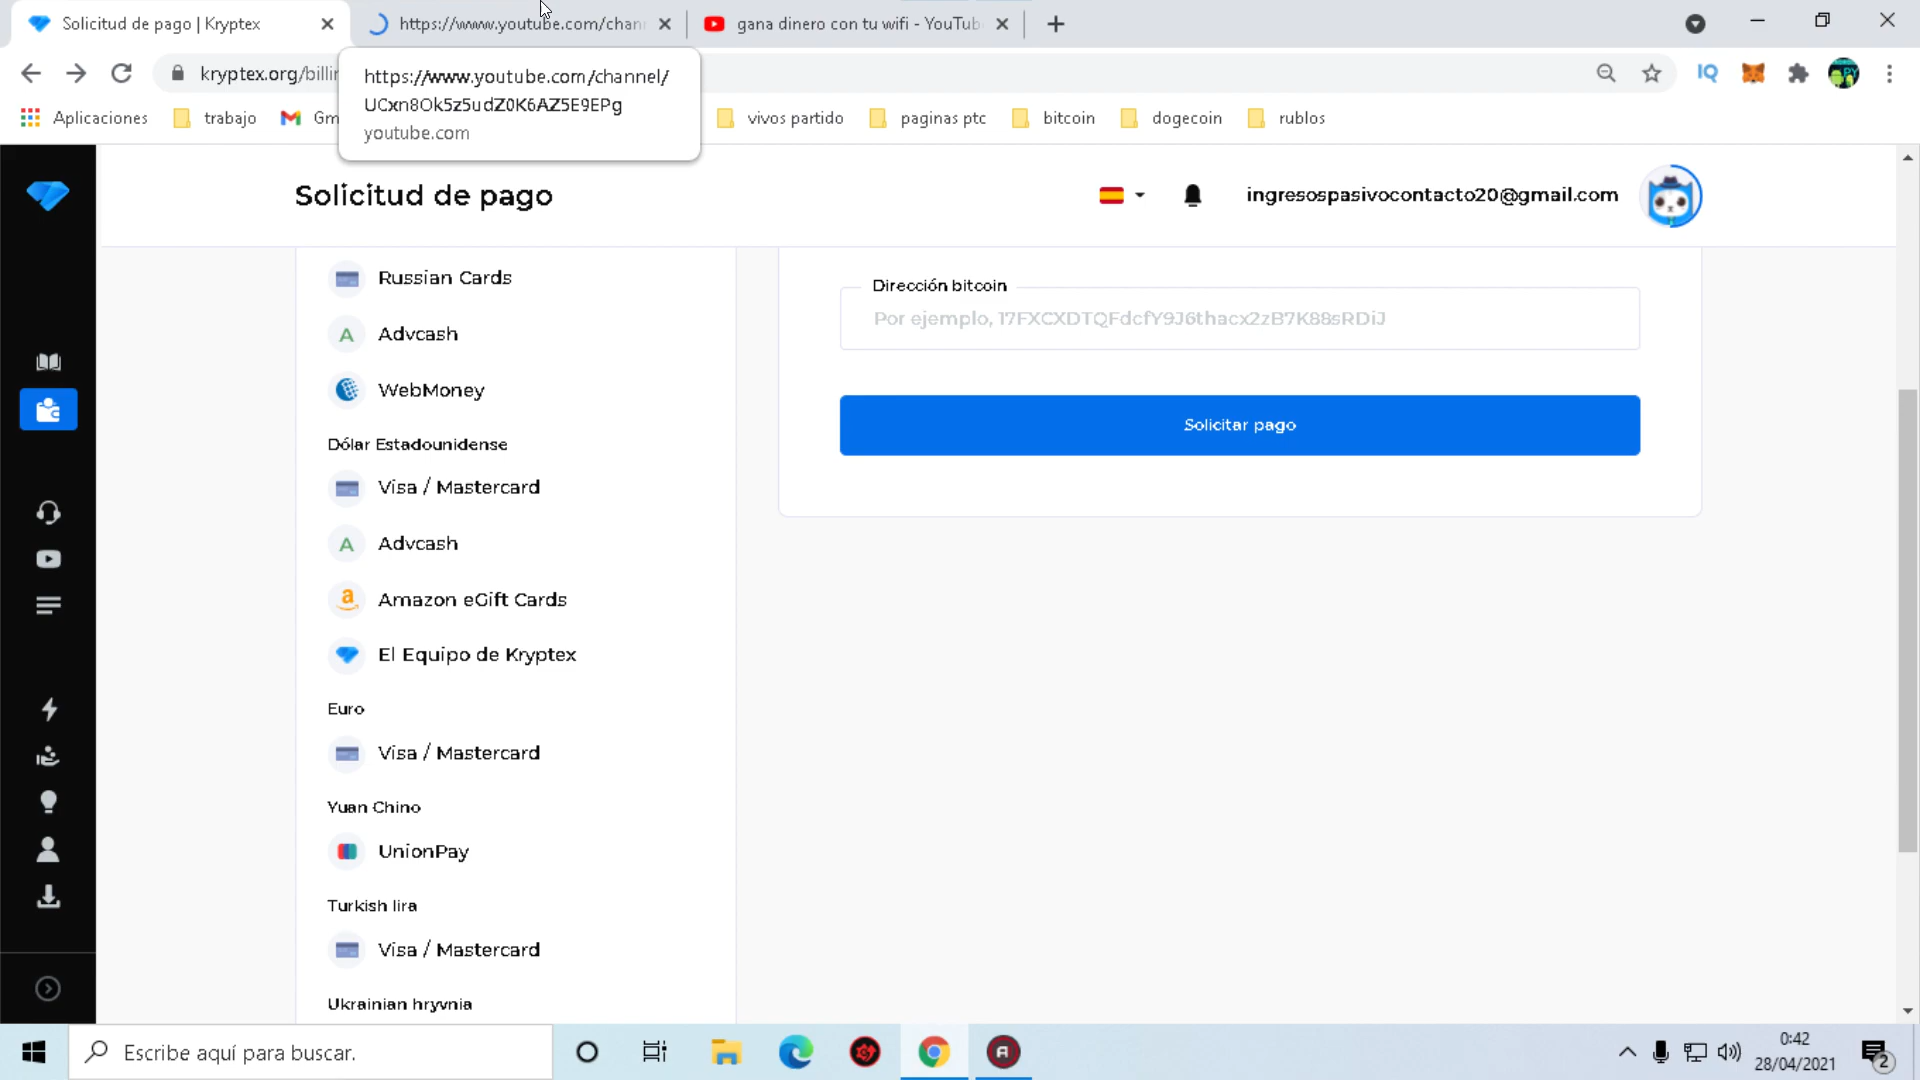 Solicitud de pago | Kryptex
https://www.youtube.com/chan
gana dinero con tu wifi - YouTub
kryptex.org/billi
https://www.youtube.com/channel/
UCxn8Ok5z5udZ0K6AZ5E9EPg
youtube.com
IQ
Aplicaciones
trabajo
Gm
vivos partido
paginas ptc
bitcoin
dogecoin
rublos
Solicitud de pago
ingresospasivocontacto20@gmail.com
Russian Cards
Advcash
WebMoney
Dólar Estadounidense
Visa / Mastercard
Advcash
Amazon eGift Cards
El Equipo de Kryptex
Euro
Visa / Mastercard
Yuan Chino
UnionPay
Turkish lira
Visa / Mastercard
Ukrainian hryvnia
Dirección bitcoin
Por ejemplo, 17FXCXDTQFdcfY9J6thacx2zB7K88sRDiJ
Solicitar pago
Escribe aquí para buscar.
0:42
28/04/2021
2